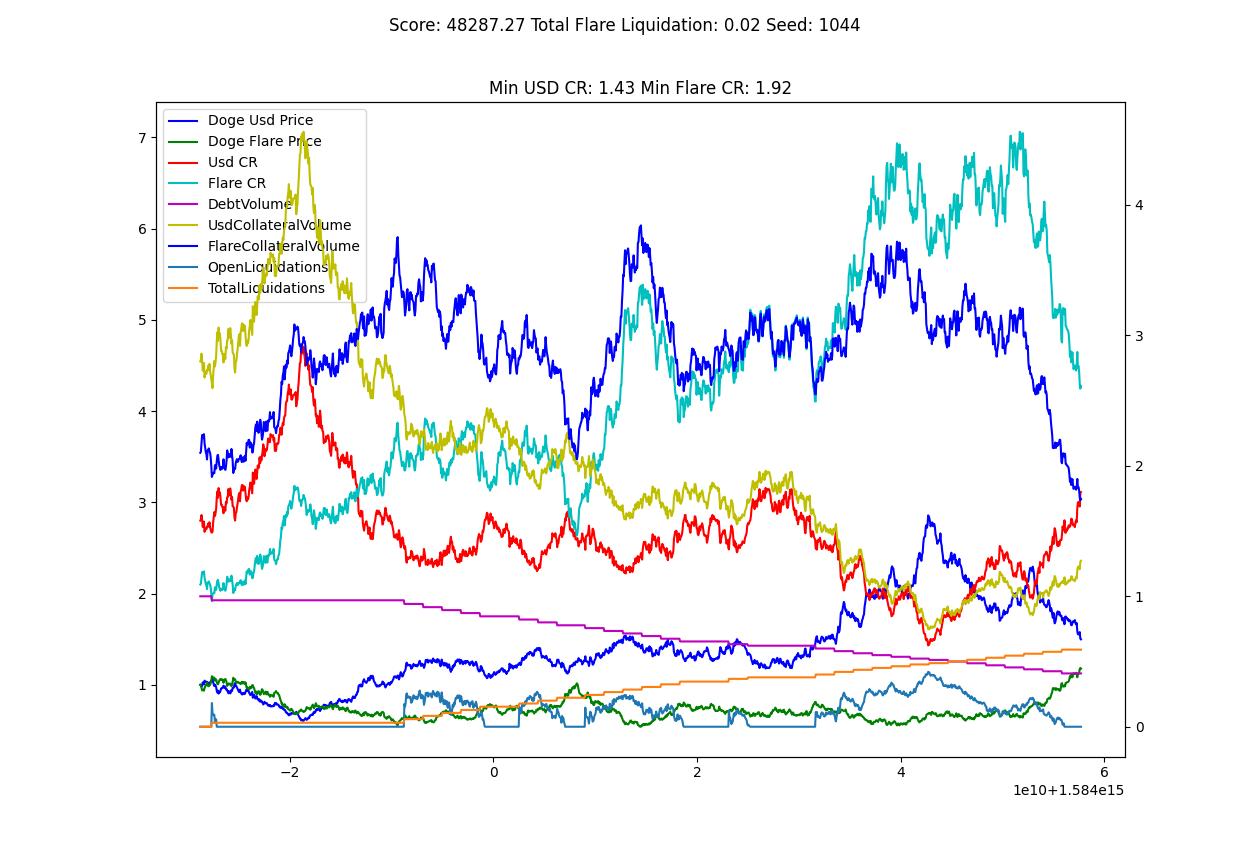 Score: 48287.27 Total Flare Liquidation: 0.02 Seed: 1044
Min USD CR: 1.43 Min Flare CR: 1.92
Doge Usd Price
Doge Flare Price
Usd CR
Flare CR
DebtVolume
UsdCollateralVolume
FlareCollateralVolume
OpenLiquidations
TotalLiquidations
7
6
5
4
3
2
1
4
3
2
1
0
−2
0
2
4
6
1e10+1.584e15